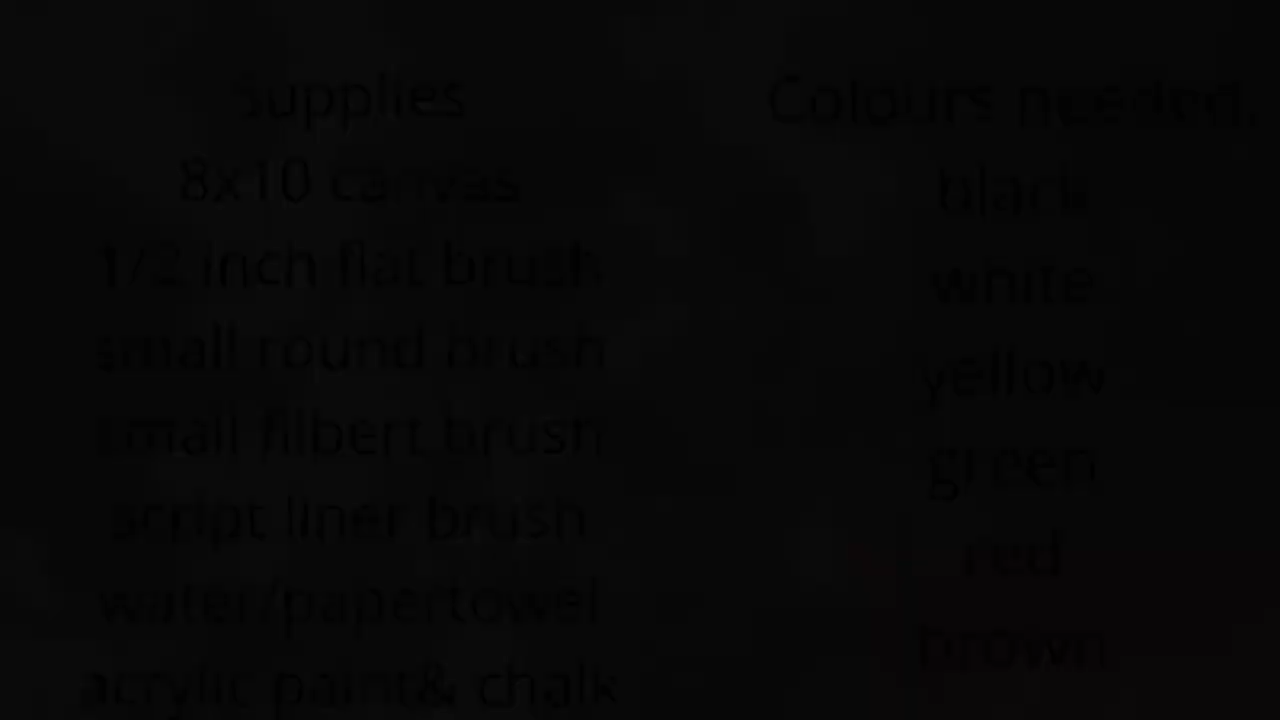 Supplies
8x10 canvas
1/2 inch flat brush
small round brush
small filbert brush
script liner brush
water/papertowel
acrylic paint& chalk
Colours needed.
black
white
yellow
green
red
brown